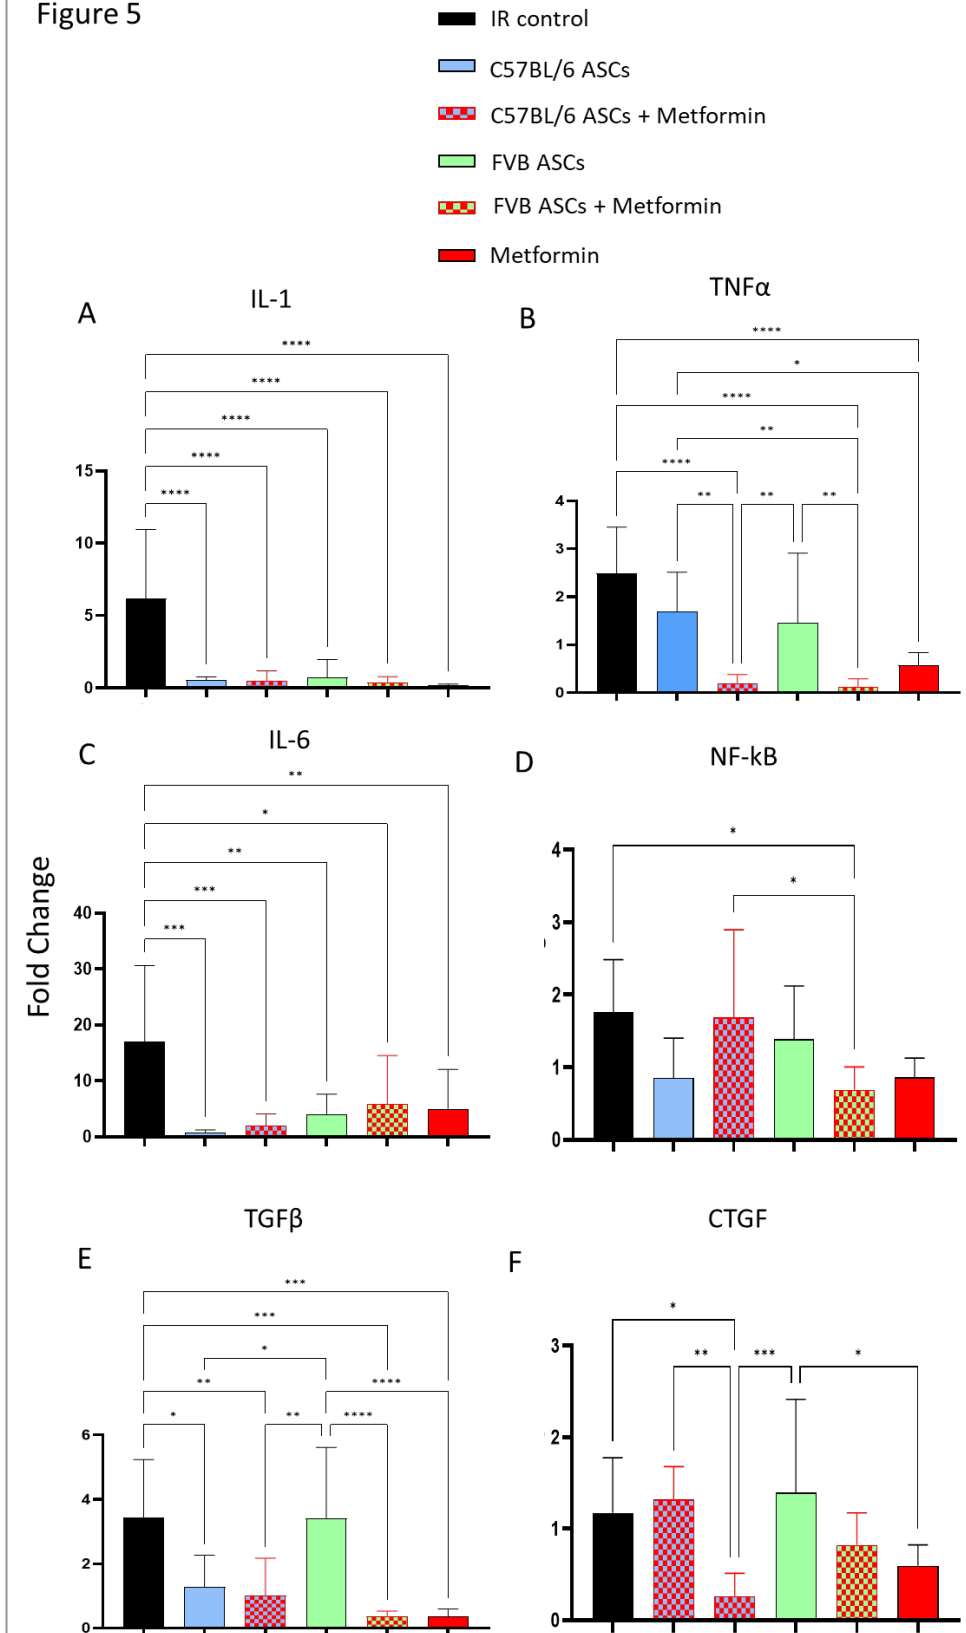 Figure 5
IR control
C57BL/6 ASCs
C57BL/6 ASCs + Metformin
FVB ASCs
FVB ASCs + Metformin
Metformin
A
IL-1
****
****
****
****
****
15
10
5
0
B
TNFα
****
*
****
**
****
**
**
**
4
3
2
1
0
Fold Change
C
IL-6
**
*
**
***
***
40
30
20
10
0
D
NF-kB
*
*
4
3
2
1
0
E
TGFβ
***
***
*
**
****
*
**
****
6
4
2
0
F
CTGF
*
**
***
*
3
2
1
0